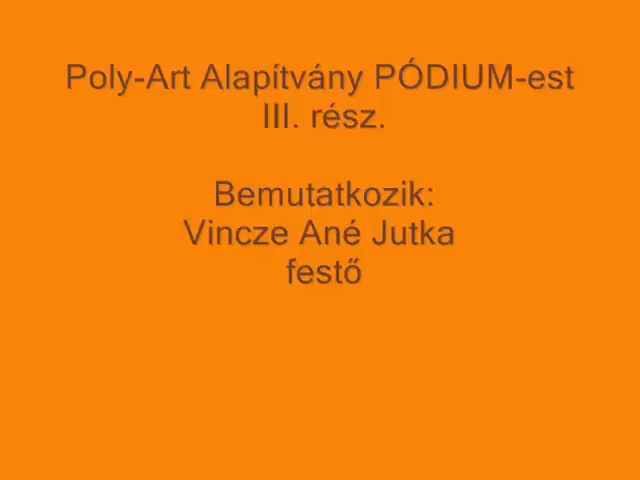 Poly-Art Alapítvány PÓDIUM-est
III. rész.
Bemutatkozik:
Vincze Ané Jutka
festő